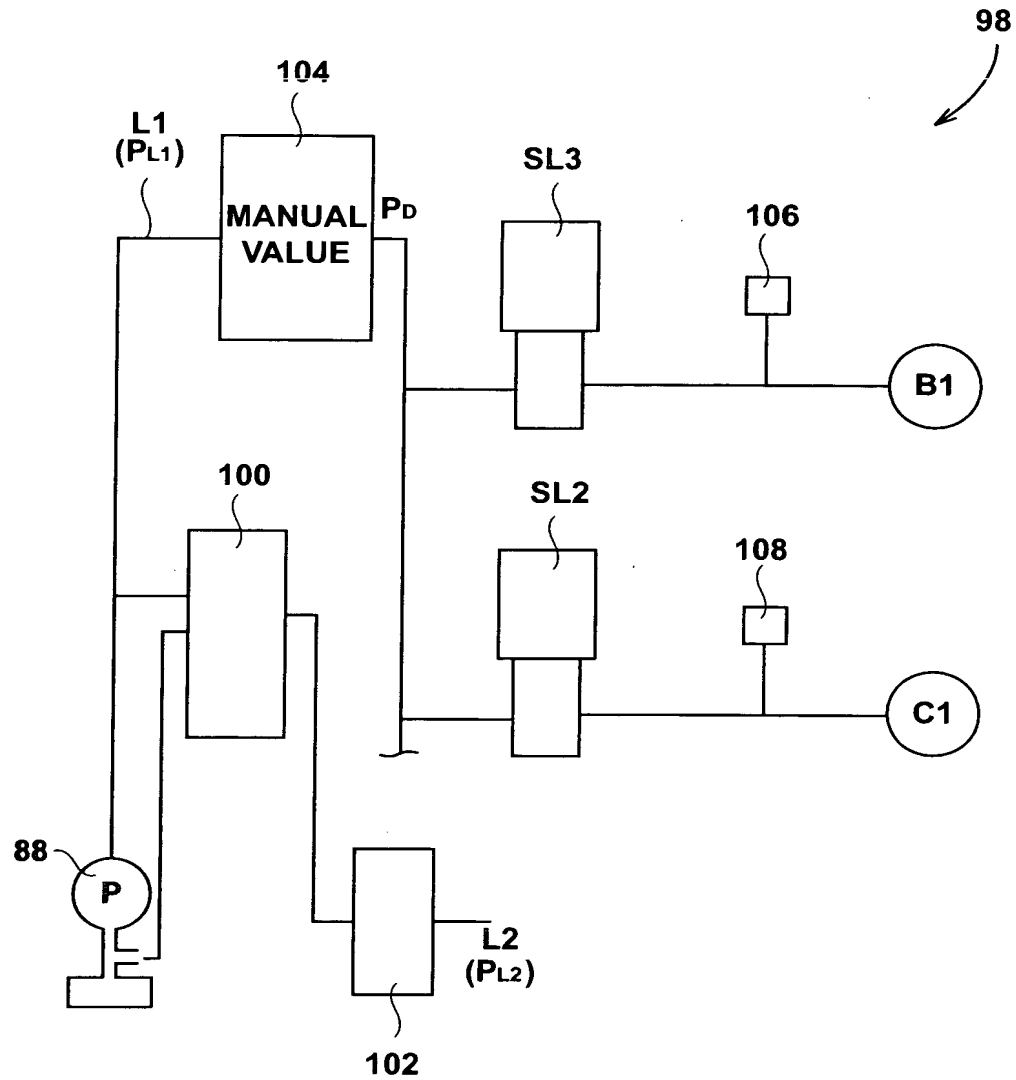 98
104
L1
(PL1)
MANUAL
VALUE
PD
SL3
106
B1
100
SL2
108
C1
88
P
L2
(PL2)
102